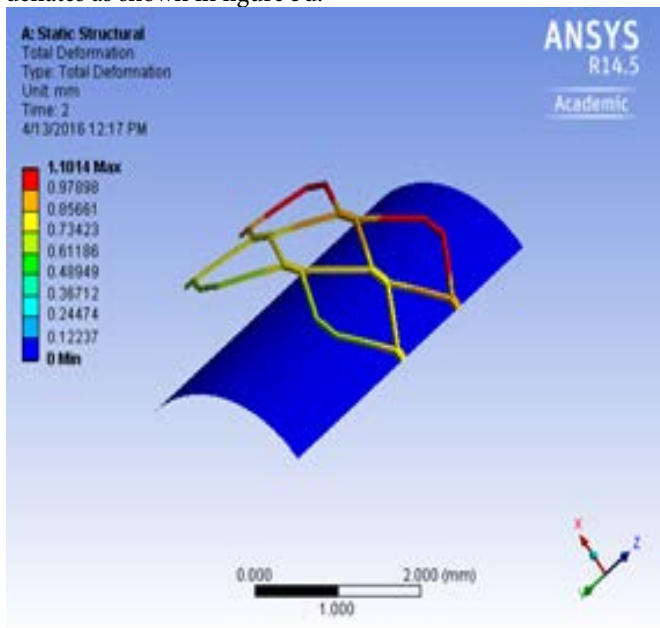 A: Static Structural
Total Deformation
Type: Total Deformation
Unit: mm
Time: 2
4/13/2016 12:17 PM
1.1014 Max
0.97898
0.85661
0.73423
0.61186
0.48949
0.36712
0.24474
0.12237
0 Min
ANSYS
R14.5
Academic
X
Z
Y
0.000
2.000 (mm)
1.000